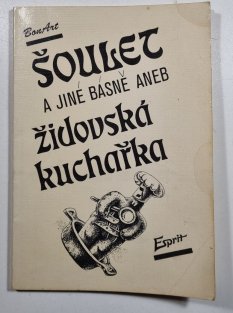 BonArt
ŠOULET
A JINÉ BÁSNĚ ANEB
židovská
kuchařka
Esprit